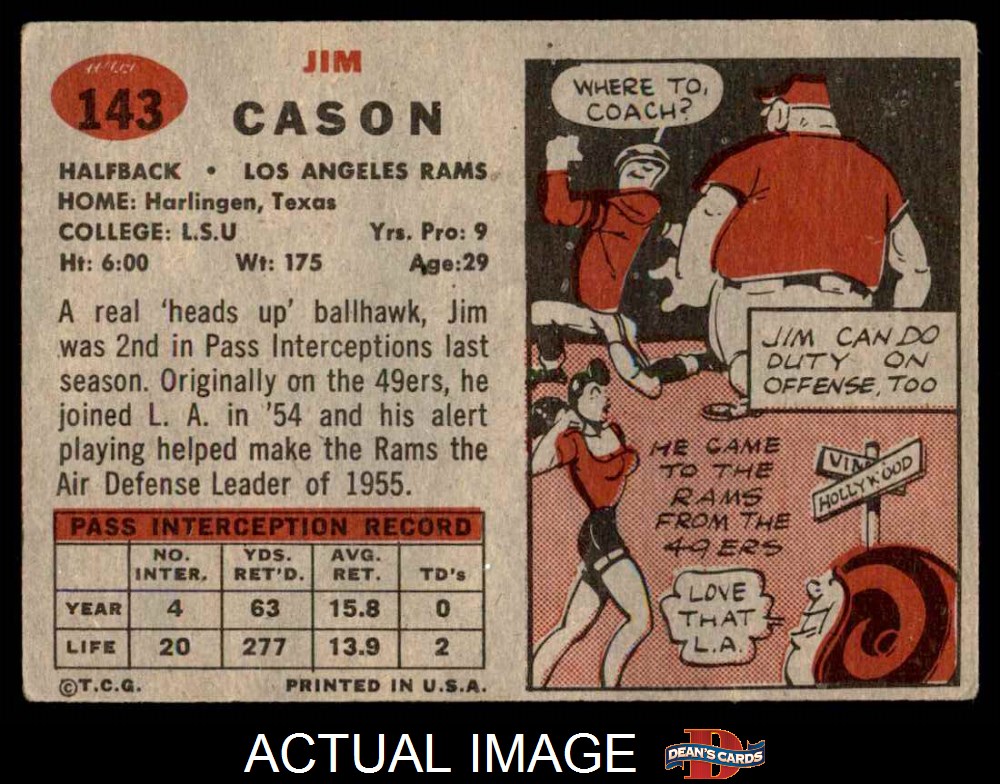 143
JIM
CASON
HALFBACK • LOS ANGELES RAMS
HOME: Harlingen, Texas
COLLEGE: L.S.U Yrs. Pro: 9
Ht: 6:00 Wt: 175 Age:29
A real 'heads up' ballhawk, Jim
was 2nd in Pass Interceptions last
season. Originally on the 49ers, he
joined L. A. in '54 and his alert
playing helped make the Rams the
Air Defense Leader of 1955.
PASS INTERCEPTION RECORD
NO. INTER. YDS. RET'D. AVG. RET. TD's
YEAR 4 63 15.8 0
LIFE 20 277 13.9 2
©T.C.G. PRINTED IN U.S.A.
WHERE TO,
COACH?
JIM CAN DO
DUTY ON
OFFENSE, TOO
HE CAME
TO THE
RAMS
FROM THE
49ERS
VINE
HOLLYWOOD
LOVE
THAT
L.A.
ACTUAL IMAGE
DEAN'S CARDS